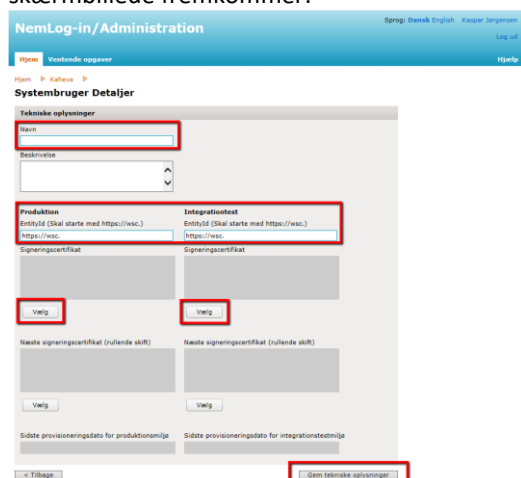 skærmbillede fremkommer:
NemLog-in/Administration
Sprog: Dansk English Kaspar Jørgensen
Log ud
Hjem Ventende opgaver Hjælp
Hjem Kaheva
Systembruger Detaljer
Tekniske oplysninger
Navn
Beskrivelse
Produktion Integrationtest
EntityId (Skal starte med https://wsc.) EntityId (Skal starte med https://wsc.)
https://wsc. https://wsc.
Signeringscertifikat Signeringscertifikat
Vælg Vælg
Næste signeringscertifikat (rullende skift) Næste signeringscertifikat (rullende skift)
Vælg Vælg
Sidste provisioneringsdato for produktionsmiljø Sidste provisioneringsdato for integrationstestmiljø
< Tilbage Gem tekniske oplysninger